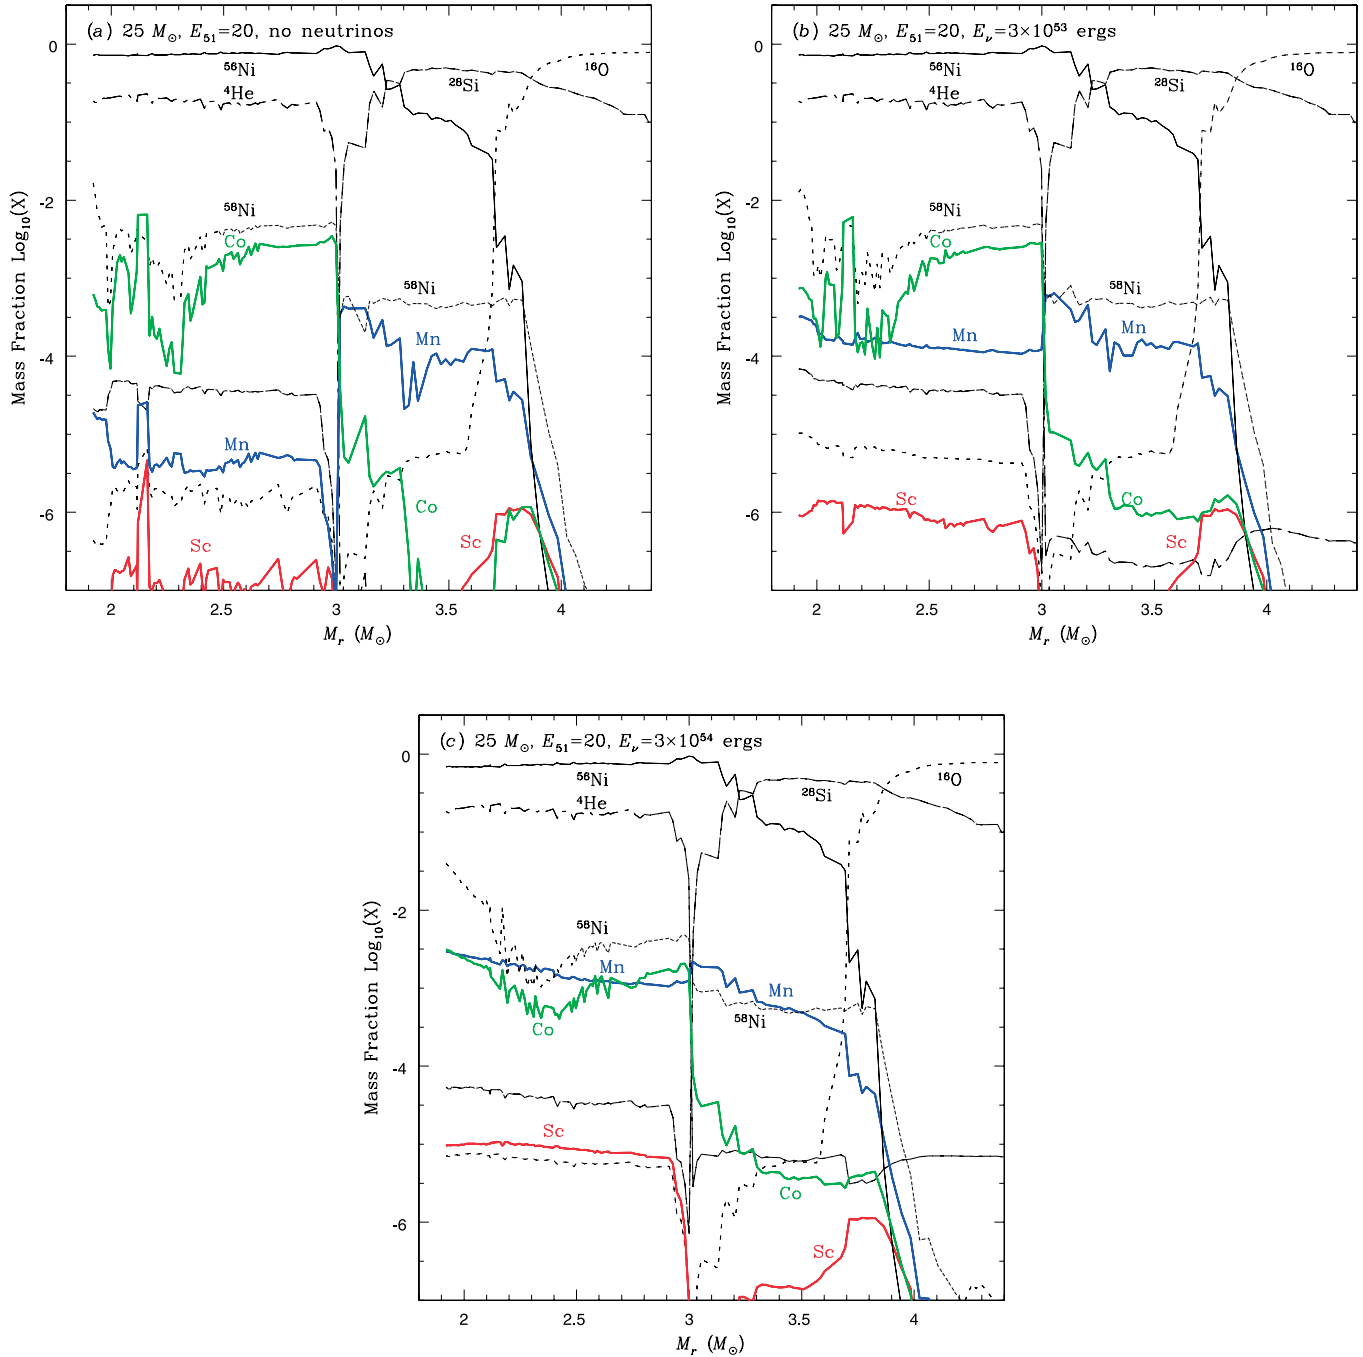 (a) 25 M⊙, E51=20, no neutrinos
0
-2
-4
-6
Mass Fraction Log10(X)
56Ni
4He
28Si
16O
58Ni
Co
58Ni
Mn
Mn
Co
Sc
Sc
2 2.5 3 3.5 4
Mr (M⊙)
(b) 25 M⊙, E51=20, Eν=3×10^53 ergs
0
-2
-4
-6
Mass Fraction Log10(X)
56Ni
4He
28Si
16O
58Ni
Co
58Ni
Mn
Mn
Sc
Co
Sc
2 2.5 3 3.5 4
Mr (M⊙)
(c) 25 M⊙, E51=20, Eν=3×10^54 ergs
0
-2
-4
-6
Mass Fraction Log10(X)
56Ni
4He
28Si
16O
58Ni
Mn
Mn
58Ni
Co
Sc
Co
Sc
2 2.5 3 3.5 4
Mr (M⊙)